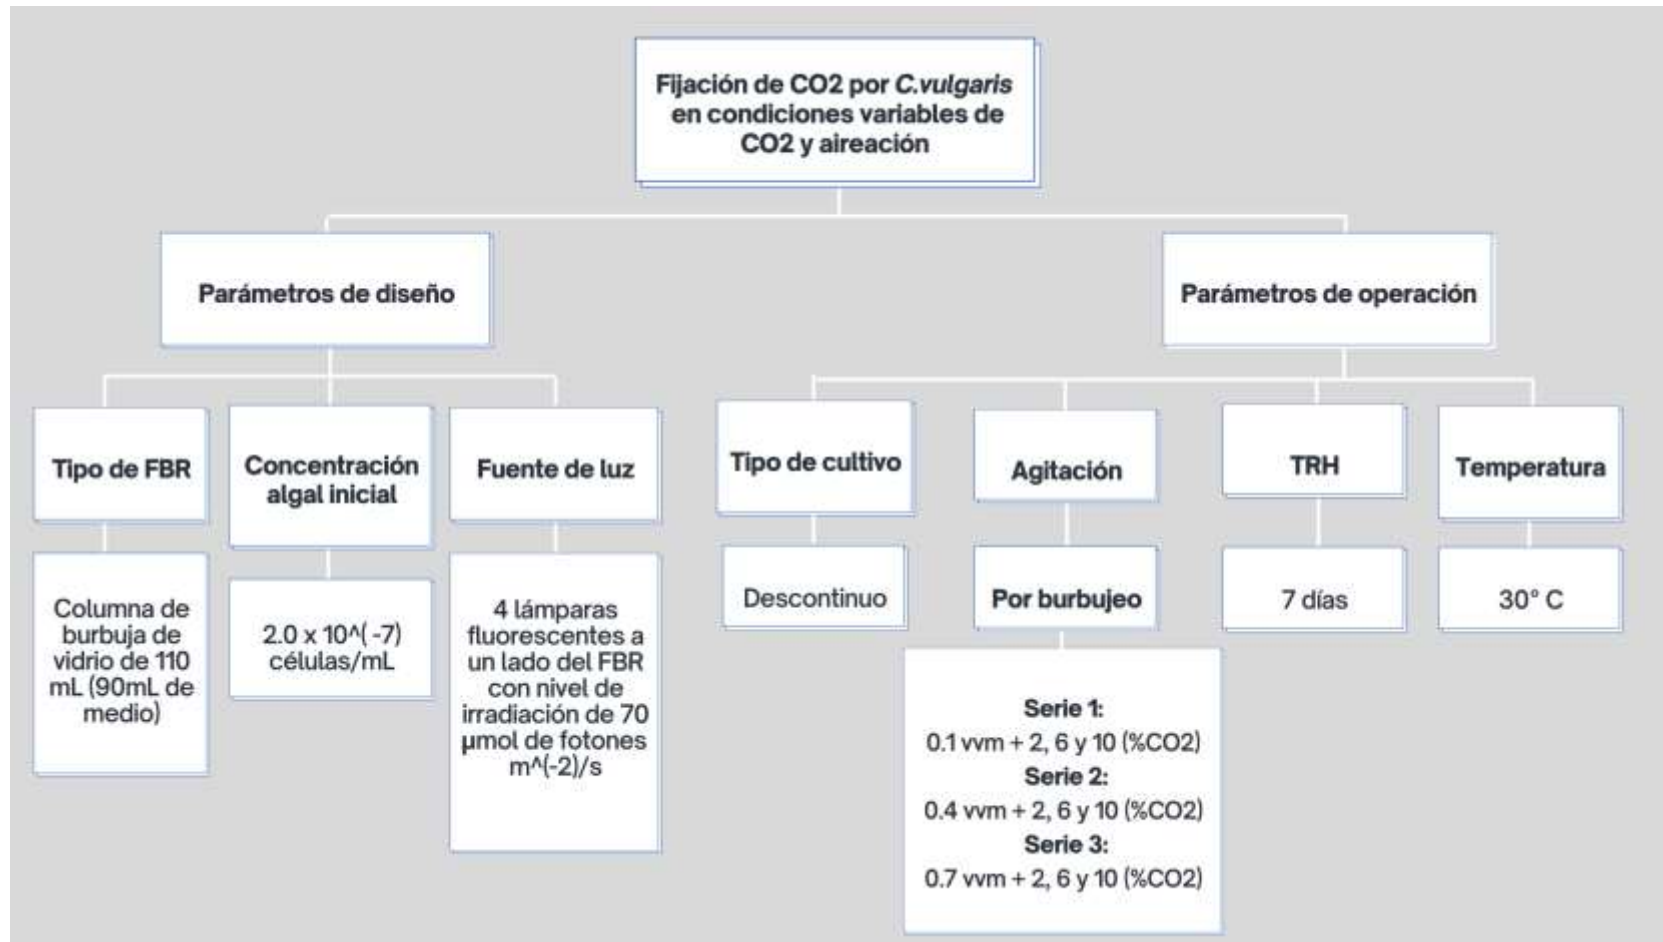 Fijación de CO2 por C.vulgaris
en condiciones variables de
CO2 y aireación
Parámetros de diseño
Parámetros de operación
Tipo de FBR
Concentración
algal inicial
Fuente de luz
Tipo de cultivo
Agitación
TRH
Temperatura
Columna de
burbuja de
vidrio de 110
mL (90mL de
medio)
2.0 x 10^( -7)
células/mL
4 lámparas
fluorescentes a
un lado del FBR
con nivel de
irradiación de 70
µmol de fotones
m^(-2)/s
Descontinuo
Por burbujeo
7 días
30° C
Serie 1:
0.1 vvm + 2, 6 y 10 (%CO2)
Serie 2:
0.4 vvm + 2, 6 y 10 (%CO2)
Serie 3:
0.7 vvm + 2, 6 y 10 (%CO2)